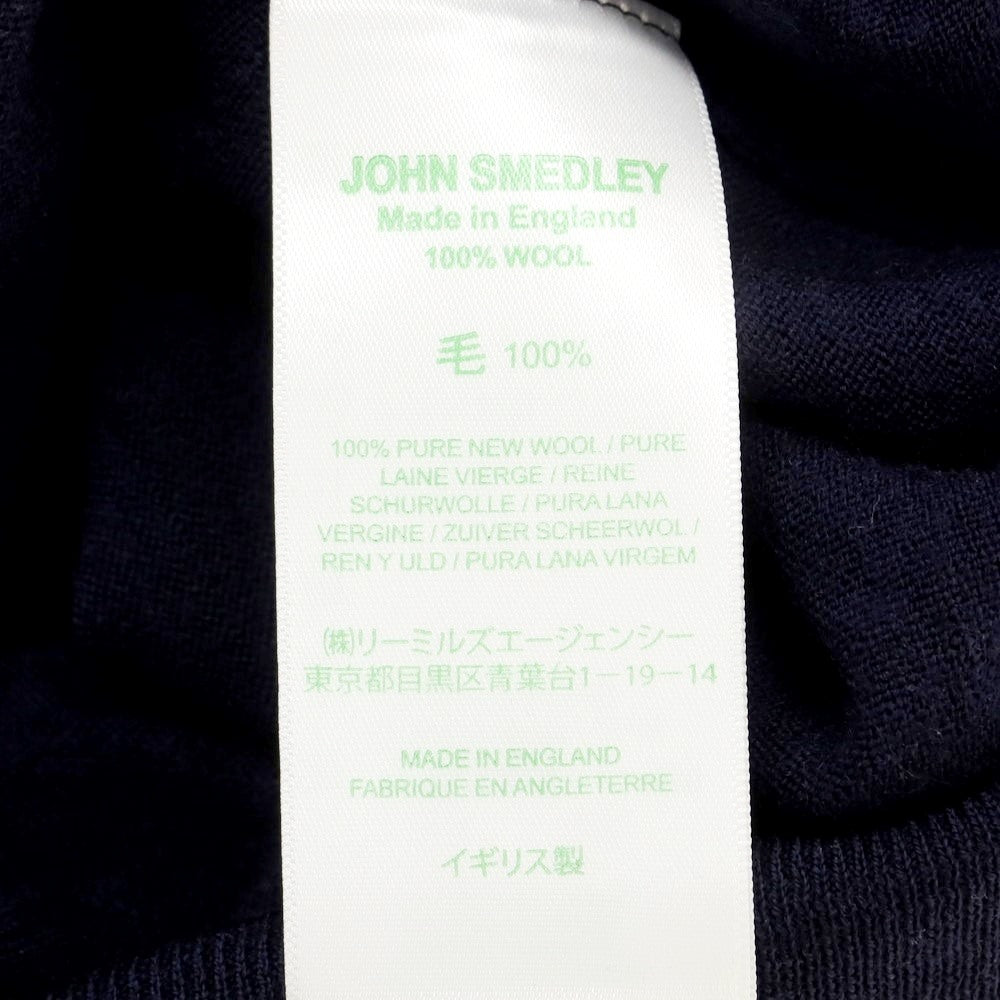 JOHN SMEDLEY
Made in England
100% WOOL
毛 100%
100% PURE NEW WOOL / PURE
LAINE VIERGE / REINE
SCHURWOLLE / PURA LANA
VERGINE / ZUIVER SCHEERWOL /
REN Y ULD / PURA LANA VIRGEM
㈱リーミルズエージェンシー
東京都目黒区青葉台1-19-14
MADE IN ENGLAND
FABRIQUE EN ANGLETERRE
イギリス製